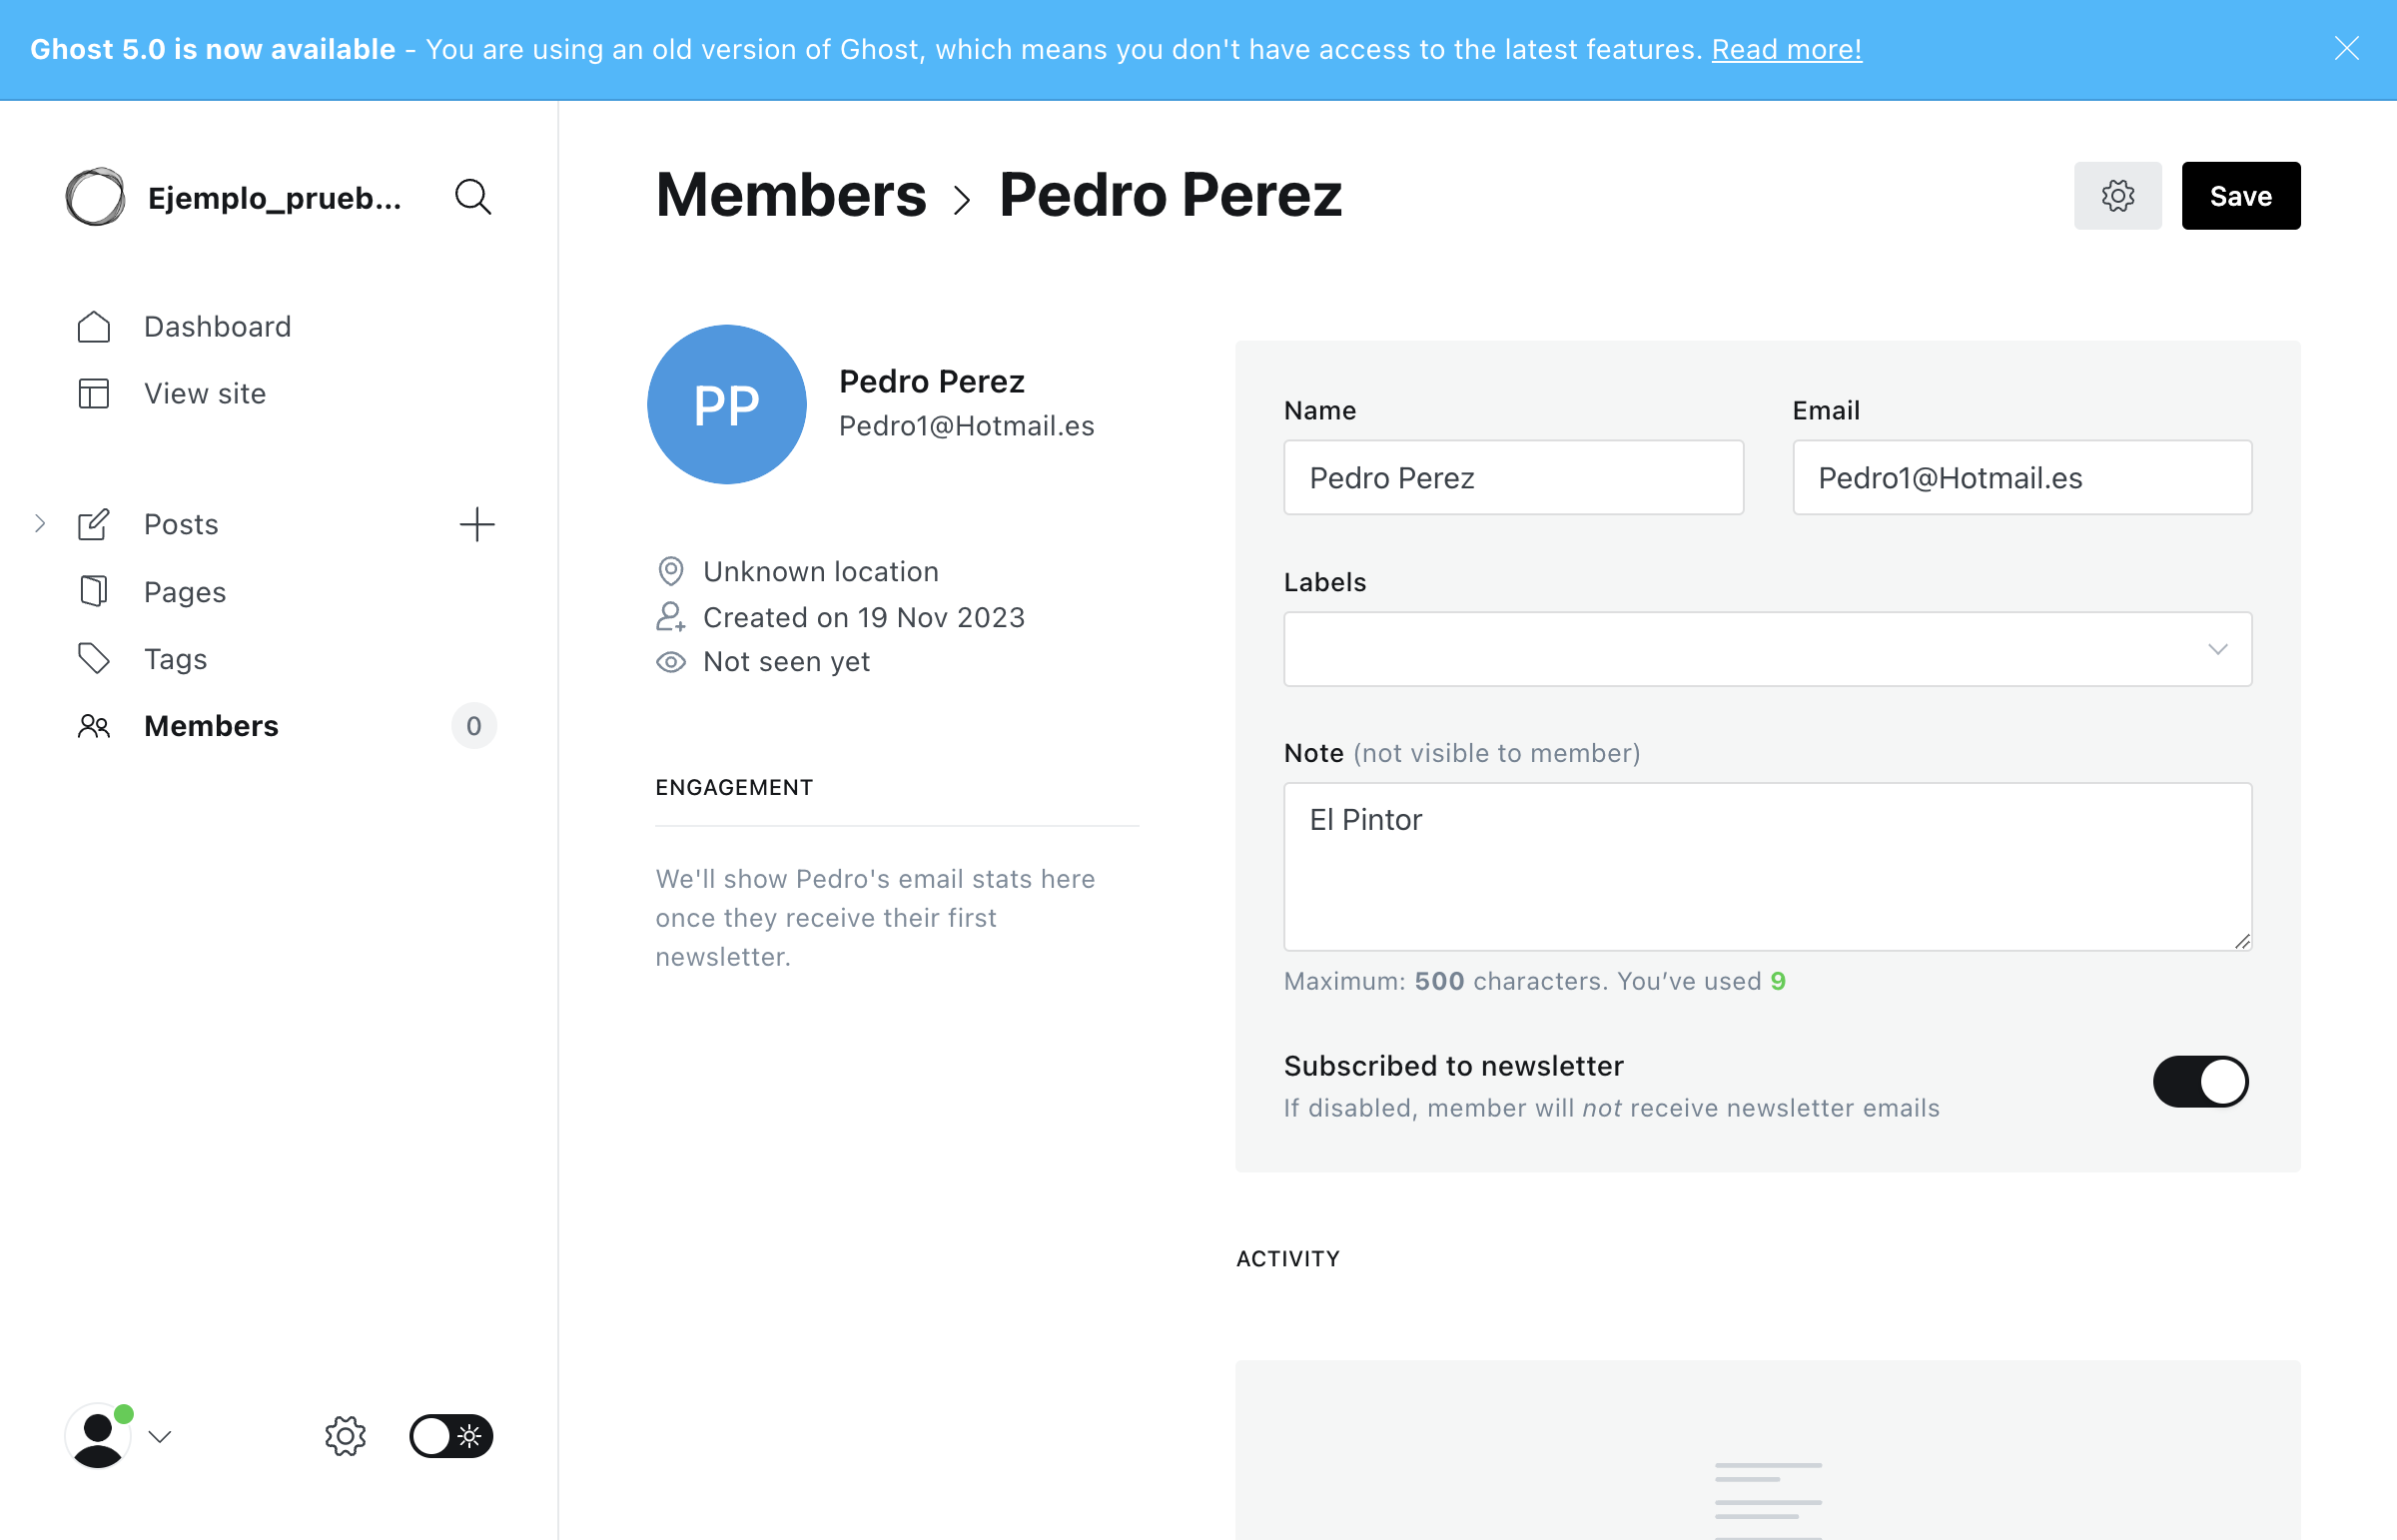 Ghost 5.0 is now available - You are using an old version of Ghost, which means you don't have access to the latest features. Read more!
Ejemplo_prueb...
Dashboard
View site
Posts
Pages
Tags
Members 0
Members > Pedro Perez
Save
PP
Pedro Perez
Pedro1@Hotmail.es
Unknown location
Created on 19 Nov 2023
Not seen yet
ENGAGEMENT
We'll show Pedro's email stats here
once they receive their first
newsletter.
Name
Pedro Perez
Email
Pedro1@Hotmail.es
Labels
Note (not visible to member)
El Pintor
Maximum: 500 characters. You’ve used 9
Subscribed to newsletter
If disabled, member will not receive newsletter emails
ACTIVITY